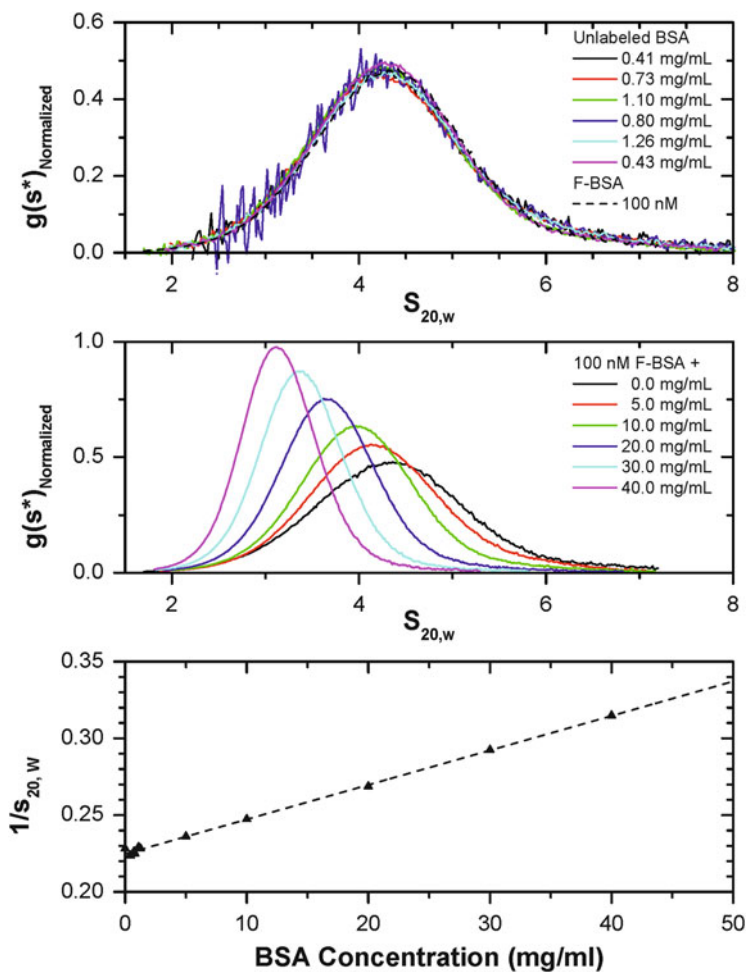 0.6
0.4
0.2
0.0
g(s*)Normalized
Unlabeled BSA
0.41 mg/mL
0.73 mg/mL
1.10 mg/mL
0.80 mg/mL
1.26 mg/mL
0.43 mg/mL
F-BSA
100 nM
2 4 6 8
S20,w
1.0
0.5
0.0
g(s*)Normalized
100 nM F-BSA +
0.0 mg/mL
5.0 mg/mL
10.0 mg/mL
20.0 mg/mL
30.0 mg/mL
40.0 mg/mL
2 4 6 8
S20,w
0.35
0.30
0.25
0.20
1/s20, W
0 10 20 30 40 50
BSA Concentration (mg/ml)